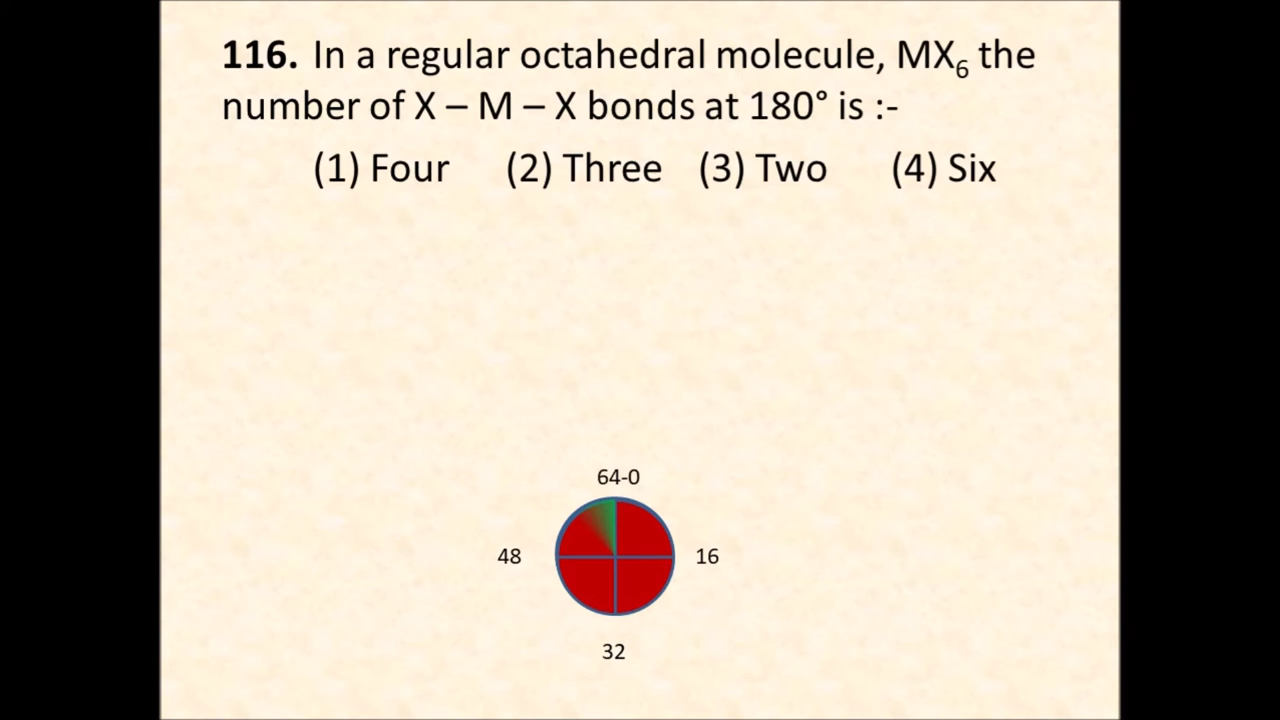 116. In a regular octahedral molecule, MX₆ the
number of X – M – X bonds at 180° is :-
(1) Four (2) Three (3) Two (4) Six
64-0
48 16
32